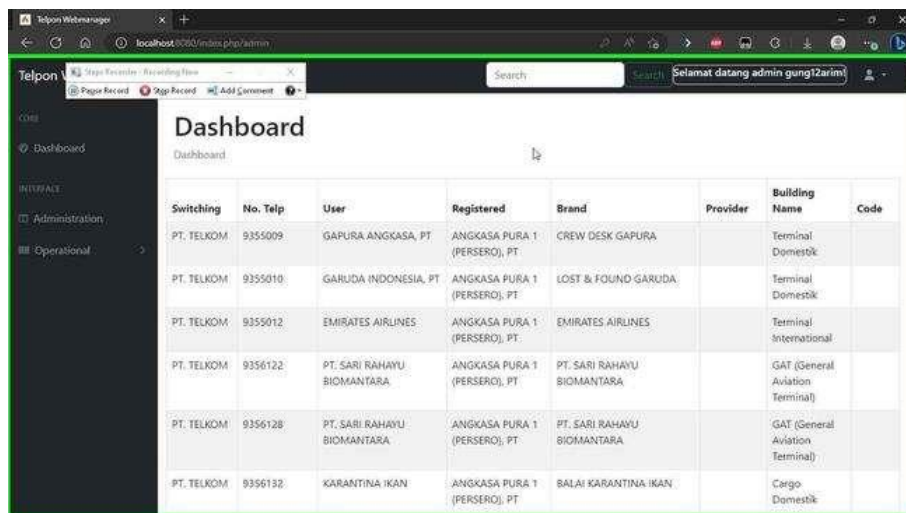 Telpon Webmanager
localhost:8080/index.php/admin
Telpon
Steps Recorder - Recording Now
Pause Record Stop Record Add Comment
Search Search Selamat datang admin gung12arim!
CORE
Dashboard
INTERFACE
Administration
Operational
Dashboard
Dashboard
Switching No. Telp User Registered Brand Provider Building Name Code
PT. TELKOM 9355009 GAPURA ANGKASA, PT ANGKASA PURA 1 CREW DESK GAPURA Terminal
(PERSERO), PT Domestik
PT. TELKOM 9355010 GARUDA INDONESIA, PT ANGKASA PURA 1 LOST & FOUND GARUDA Terminal
(PERSERO), PT Domestik
PT. TELKOM 9355012 EMIRATES AIRLINES ANGKASA PURA 1 EMIRATES AIRLINES Terminal
(PERSERO), PT International
PT. TELKOM 9356122 PT. SARI RAHAYU ANGKASA PURA 1 PT. SARI RAHAYU GAT (General
BIOMANTARA (PERSERO), PT BIOMANTARA Aviation
Terminal)
PT. TELKOM 9356128 PT. SARI RAHAYU ANGKASA PURA 1 PT. SARI RAHAYU GAT (General
BIOMANTARA (PERSERO), PT BIOMANTARA Aviation
Terminal)
PT. TELKOM 9356132 KARANTINA IKAN ANGKASA PURA 1 BALAI KARANTINA IKAN Cargo
(PERSERO), PT Domestik